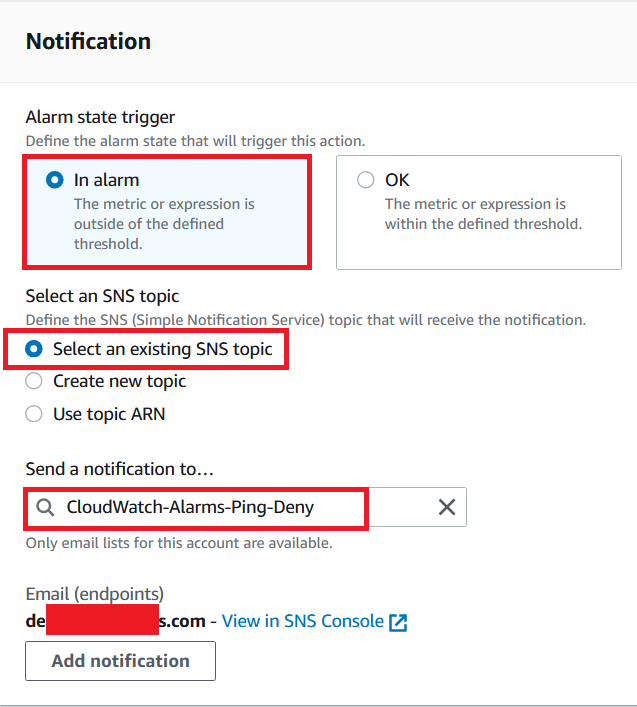 Notification
Alarm state trigger
Define the alarm state that will trigger this action.
In alarm
The metric or expression is
outside of the defined
threshold.
OK
The metric or expression is
within the defined threshold.
Select an SNS topic
Define the SNS (Simple Notification Service) topic that will receive the notification.
Select an existing SNS topic
Create new topic
Use topic ARN
Send a notification to…
CloudWatch-Alarms-Ping-Deny
Only email lists for this account are available.
Email (endpoints)
de s.com - View in SNS Console
Add notification